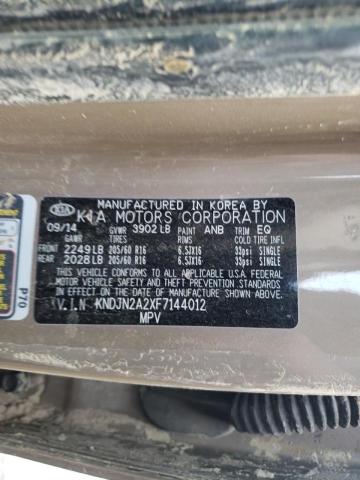 MANUFACTURED IN KOREA BY
KIA KIA MOTORS CORPORATION
09/14 GVWR 3902LB PAINT ANB TRIM EQ
GAWR TIRES RIMS COLD TIRE INFLATION
FRONT 2249LB 205/60 R16 6.5JX16 33psi SINGLE
REAR 2028LB 205/60 R16 6.5JX16 33psi SINGLE
THIS VEHICLE CONFORMS TO ALL APPLICABLE U.S.A. FEDERAL
MOTOR VEHICLE SAFETY, BUMPER
AND THEFT PREVENTION STANDARDS IN EFFECT ON
THE DATE OF MANUFACTURE SHOWN ABOVE.
V.I.N KNDJN2A2XF7144012
MPV
P70